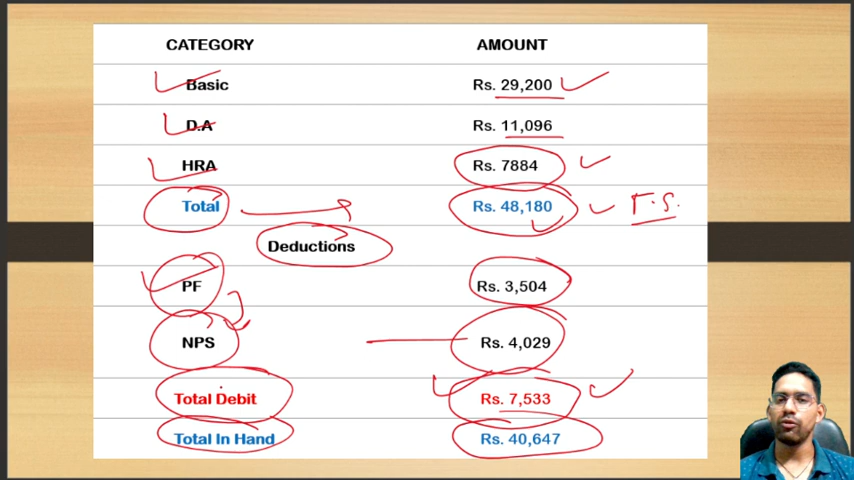 CATEGORY AMOUNT
Basic Rs. 29,200
D.A Rs. 11,096
HRA Rs. 7884
Total Rs. 48,180 T.S.
Deductions
PF Rs. 3,504
NPS Rs. 4,029
Total Debit Rs. 7,533
Total In Hand Rs. 40,647